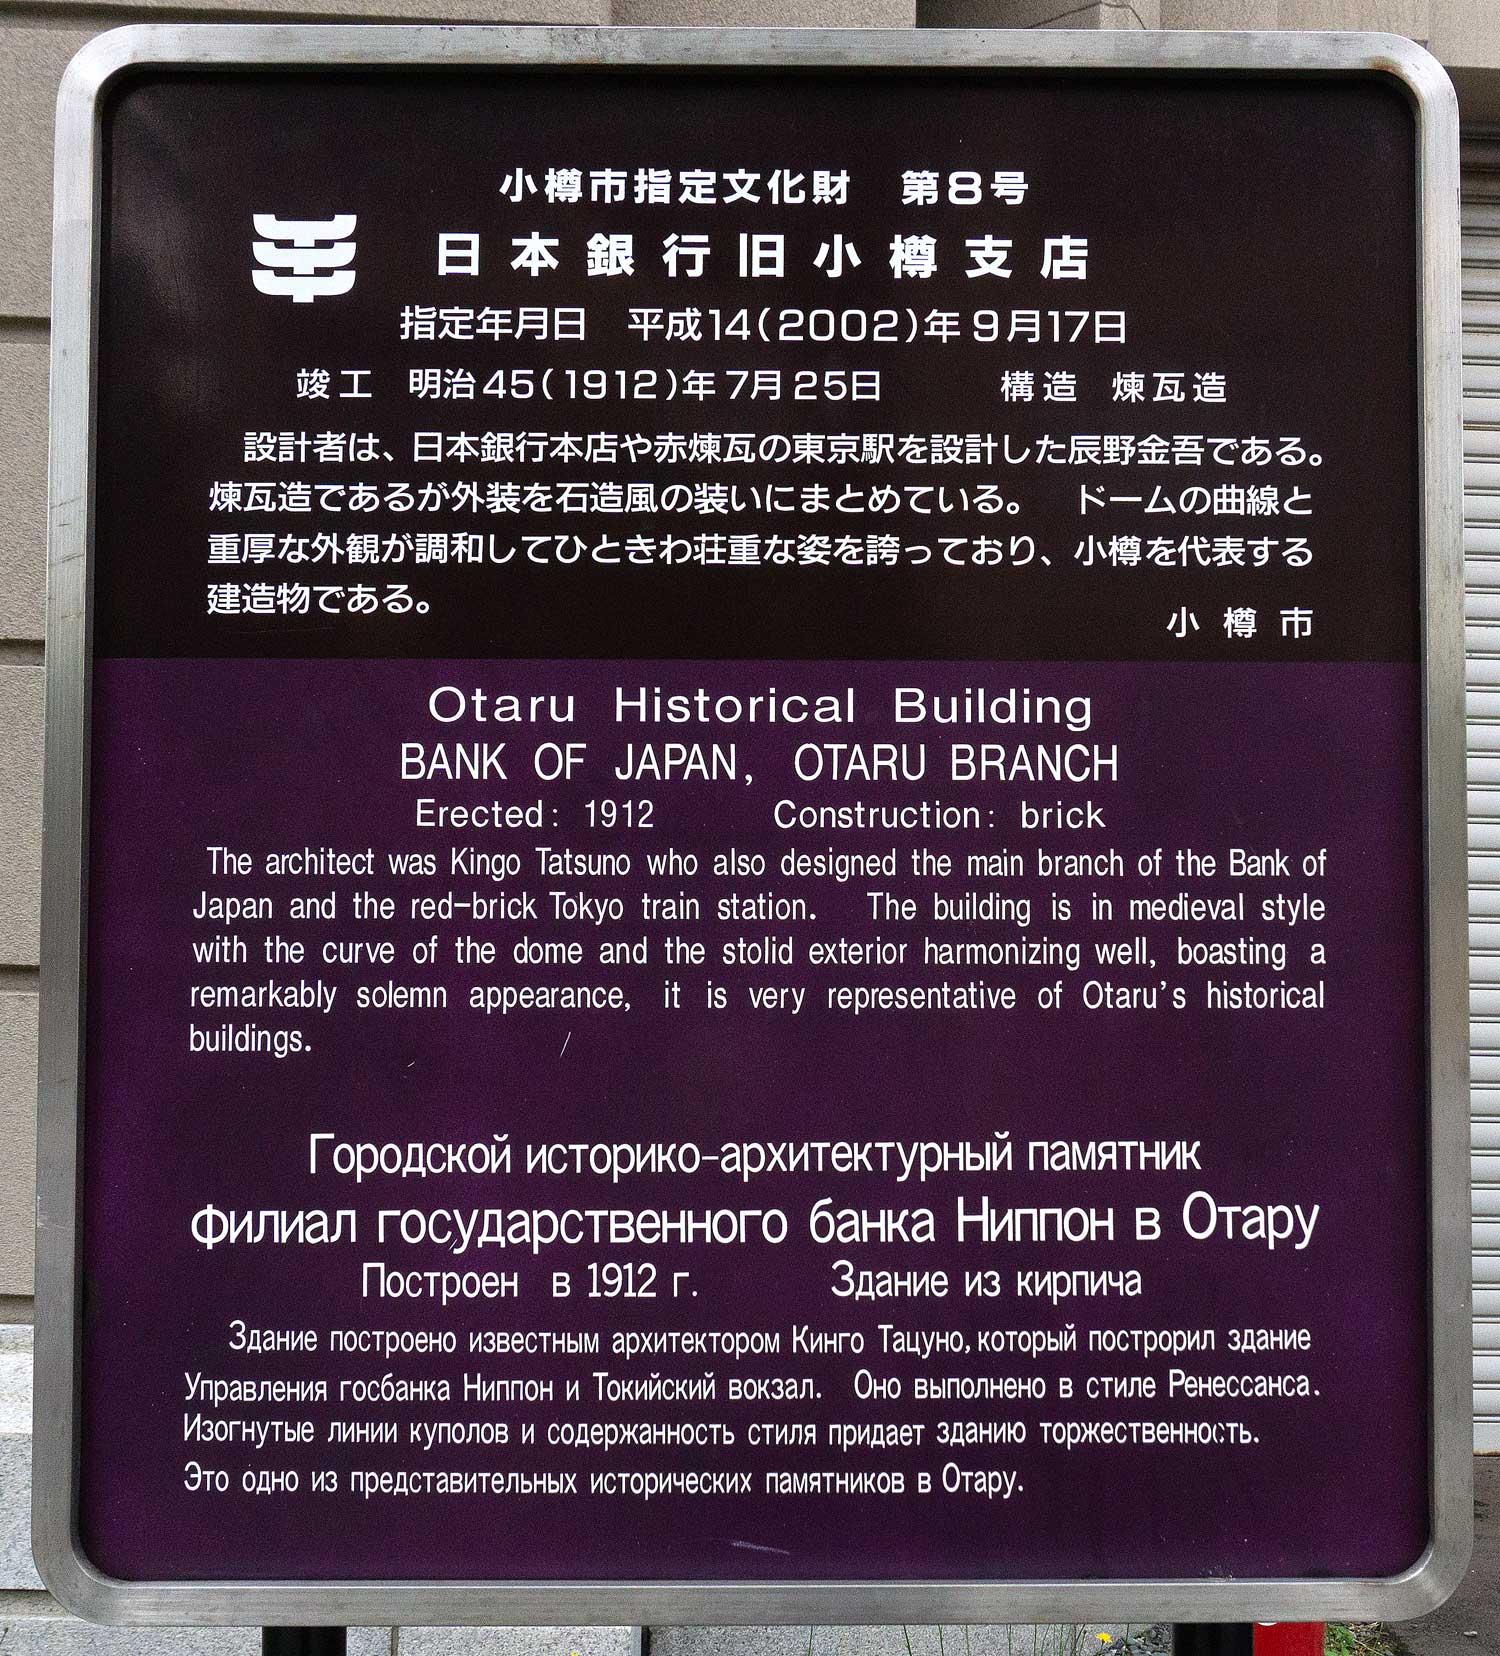 小樽市指定文化財　第8号
日本銀行旧小樽支店
指定年月日　平成14(2002)年9月17日
竣工　明治45(1912)年7月25日　　構造　煉瓦造
設計者は、日本銀行本店や赤煉瓦の東京駅を設計した辰野金吾である。
煉瓦造であるが外装を石造風の装いにまとめている。　ドームの曲線と
重厚な外観が調和してひときわ荘重な姿を誇っており、小樽を代表する
建造物である。
小樽市
Otaru Historical Building
BANK OF JAPAN, OTARU BRANCH
Erected: 1912 Construction: brick
The architect was Kingo Tatsuno who also designed the main branch of the Bank of
Japan and the red-brick Tokyo train station. The building is in medieval style
with the curve of the dome and the stolid exterior harmonizing well, boasting a
remarkably solemn appearance, it is very representative of Otaru's historical
buildings.
Городской историко-архитектурный памятник
Филиал государственного банка Ниппон в Отару
Построен в 1912 г. Здание из кирпича
Здание построено известным архитектором Кинго Тацуно, который построрил здание
Управления госбанка Ниппон и Токийский вокзал. Оно выполнено в стиле Ренессанса.
Изогнутые линии куполов и содержанность стиля придает зданию торжественность.
Это одно из представительных исторических памятников в Отару.